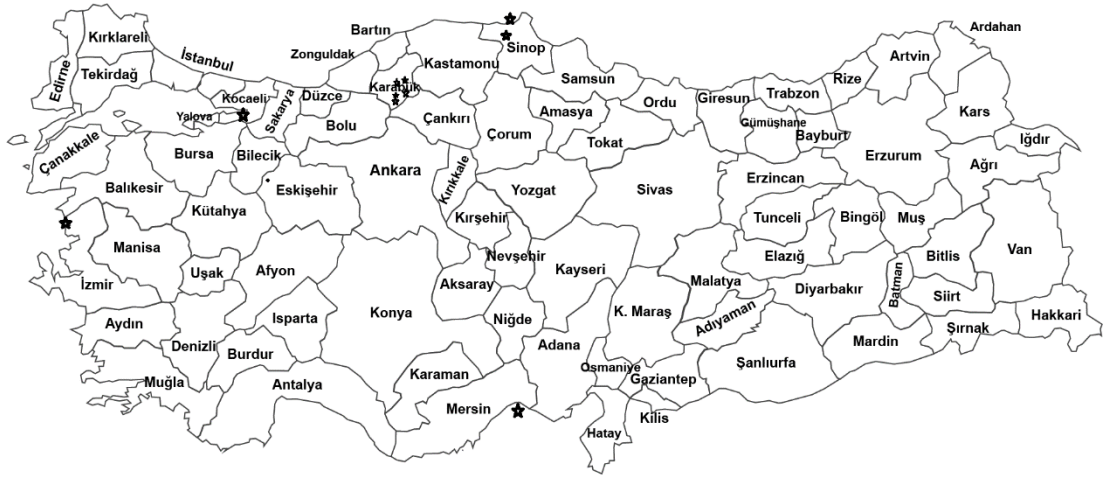 Kırklareli
Edirne
Tekirdağ
İstanbul
Kocaeli
Yalova
Sakarya
Düzce
Zonguldak
Bartın
Karabük
Kastamonu
Sinop
Samsun
Ordu
Giresun
Trabzon
Rize
Artvin
Ardahan
Kars
Iğdır
Ağrı
Erzurum
Bayburt
Gümüşhane
Tokat
Amasya
Çorum
Çankırı
Bolu
Bilecik
Bursa
Çanakkale
Balıkesir
Kütahya
Eskişehir
Ankara
Kırıkkale
Yozgat
Sivas
Erzincan
Tunceli
Bingöl
Muş
Bitlis
Van
Hakkari
Şırnak
Siirt
Batman
Diyarbakır
Elazığ
Malatya
Kayseri
Nevşehir
Kırşehir
Aksaray
Konya
Afyon
Uşak
Manisa
İzmir
Aydın
Denizli
Isparta
Burdur
Muğla
Antalya
Karaman
Mersin
Niğde
Adana
K. Maraş
Osmaniye
Gaziantep
Adıyaman
Şanlıurfa
Mardin
Kilis
Hatay